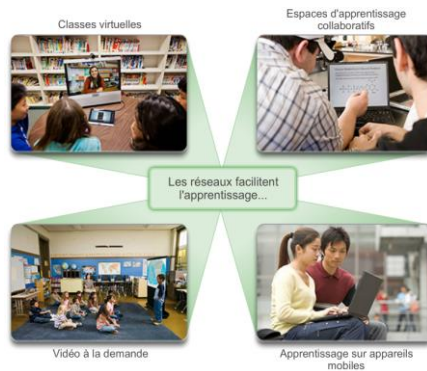 Classes virtuelles
Espaces d'apprentissage
collaboratifs
Les réseaux facilitent
l'apprentissage...
Vidéo à la demande
Apprentissage sur appareils
mobiles